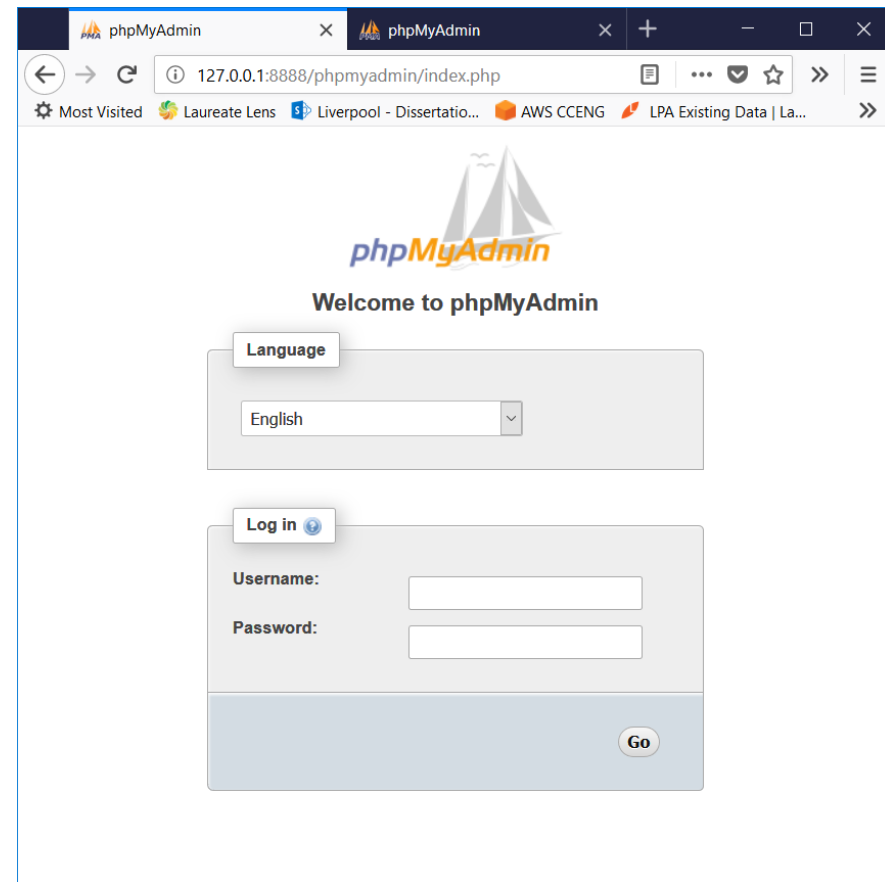 phpMyAdmin phpMyAdmin
127.0.0.1:8888/phpmyadmin/index.php
Most Visited Laureate Lens Liverpool - Dissertatio... AWS CCENG LPA Existing Data | La...
phpMyAdmin
Welcome to phpMyAdmin
Language
English
Log in
Username:
Password:
Go